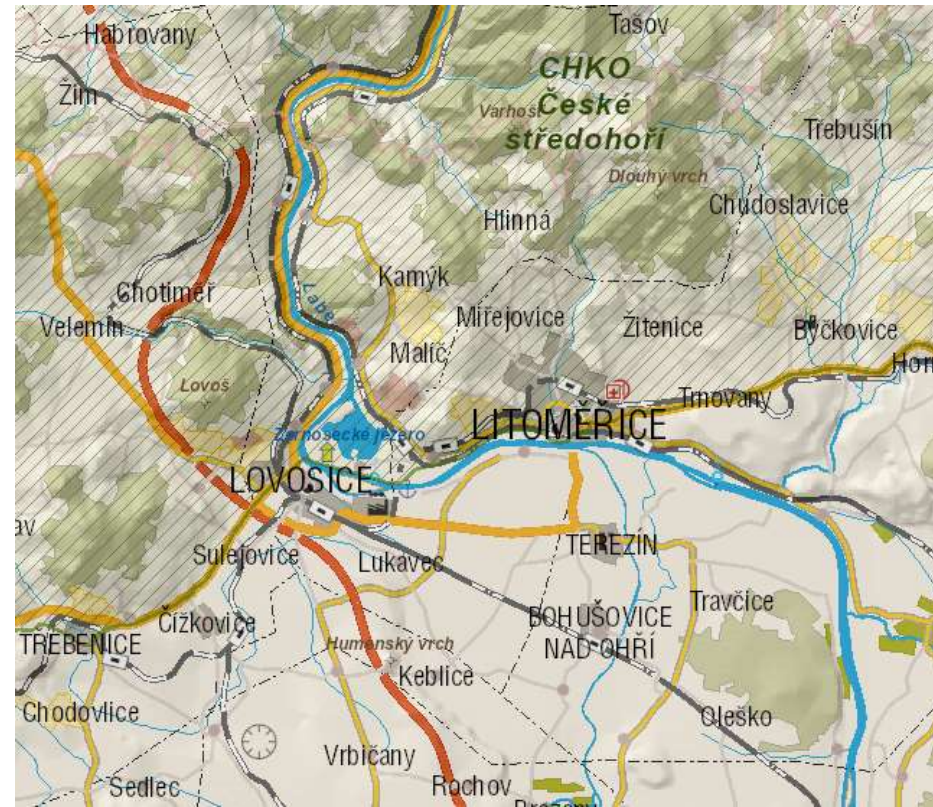 Habrovany
Tašov
Žim
CHKO
České
středohoří
Varhošť
Třebušín
Dlouhý vrch
Hlinná
Chudoslavice
Kamýk
Chotiměř
Labe
Miřejovice
Žitenice
Býčkovice
Velemín
Malíč
Lovoš
Trnovany
Žernosecké jezero
LITOMĚŘICE
LOVOSICE
Sulejovice
Lukavec
TEREZÍN
TŘEBENICE
Čížkovice
BOHUŠOVICE
NAD OHŘÍ
Travčice
Humenský vrch
Keblice
Chodovlice
Oleško
Vrbičany
Sedlec
Rochov